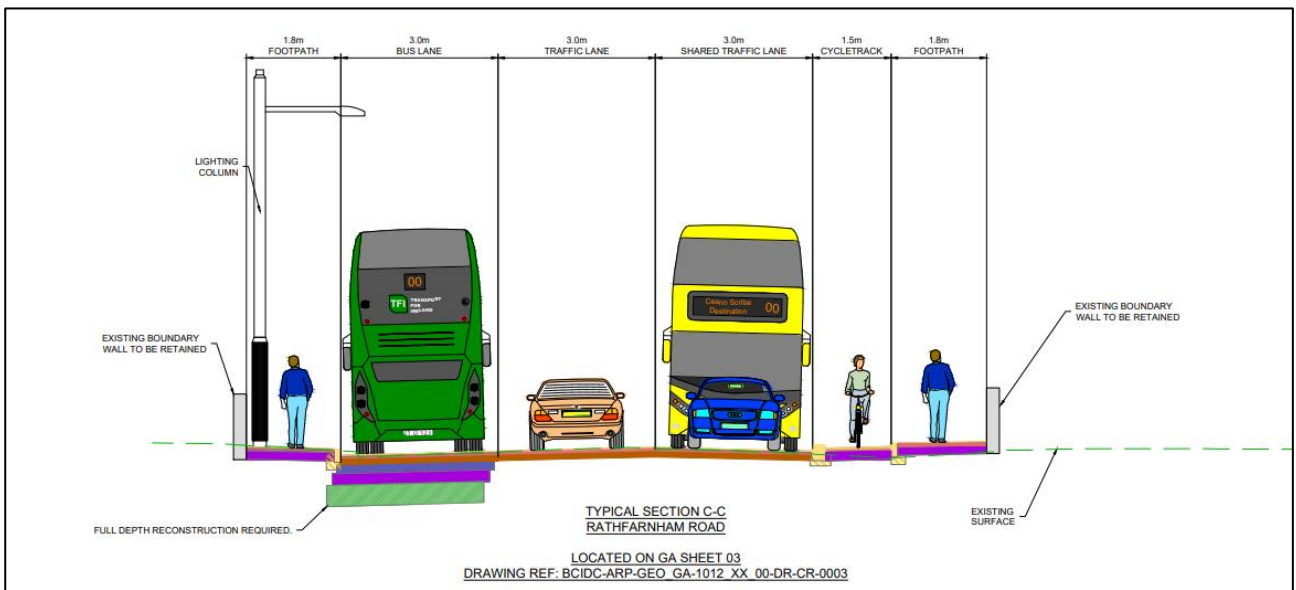 1.8m
FOOTPATH
3.0m
BUS LANE
3.0m
TRAFFIC LANE
3.0m
SHARED TRAFFIC LANE
1.5m
CYCLETRACK
1.8m
FOOTPATH
LIGHTING
COLUMN
00
TFI
TRANSPORT
FOR
IRELAND
Destination
00
EXISTING BOUNDARY
WALL TO BE RETAINED
EXISTING BOUNDARY
WALL TO BE RETAINED
FULL DEPTH RECONSTRUCTION REQUIRED.
EXISTING
SURFACE
TYPICAL SECTION C-C
RATHFARNHAM ROAD
LOCATED ON GA SHEET 03
DRAWING REF: BCIDC-ARP-GEO_GA-1012_XX_00-DR-CR-0003